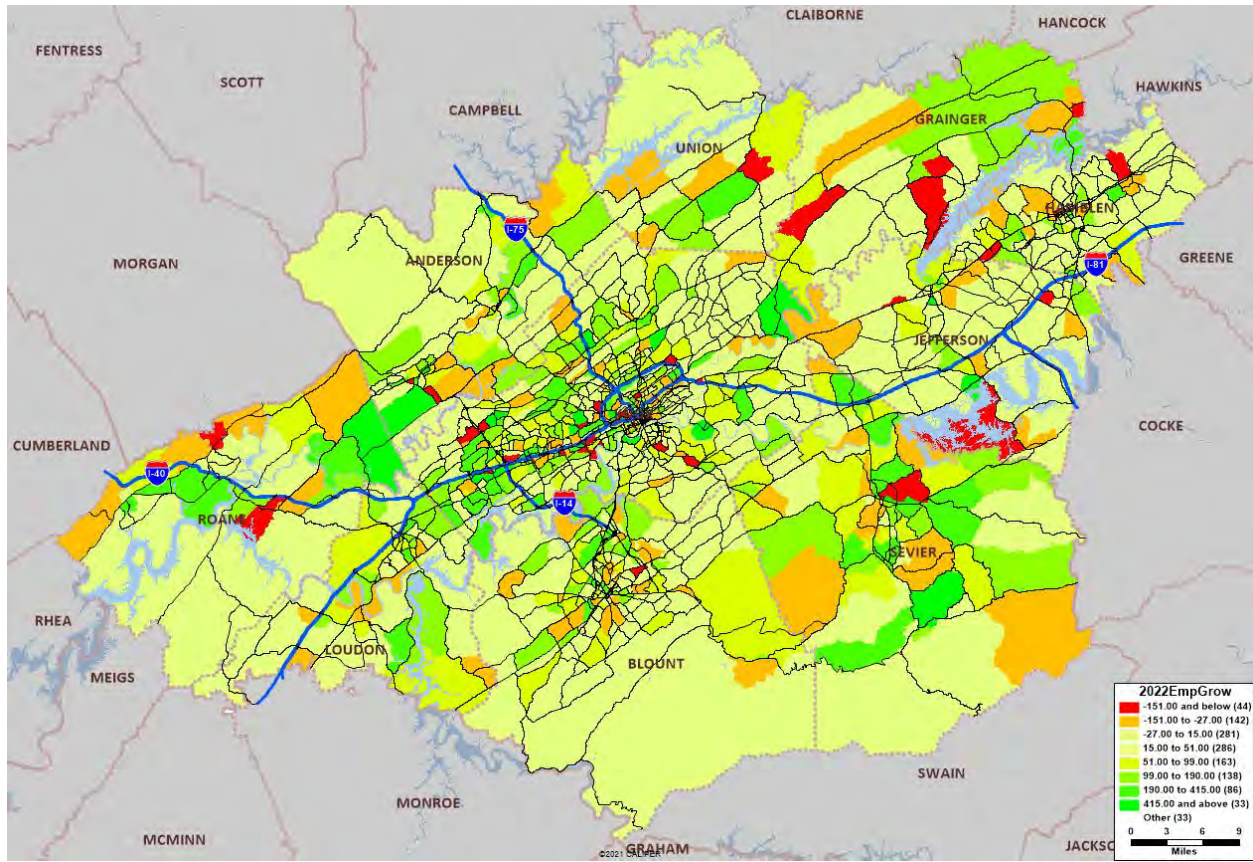 CLAIBORNE
HANCOCK
FENTRESS
SCOTT
HAWKINS
CAMPBELL
GRAINGER
UNION
HAMBLEN
I-75
ANDERSON
MORGAN
GREENE
I-81
JEFFERSON
COCKE
CUMBERLAND
I-40
I-14
ROANE
SEVIER
RHEA
LOUDON
BLOUNT
MEIGS
SWAIN
MONROE
MCMINN
GRAHAM
JACKSO
©2021 CALIPER
2022EmpGrow
-151.00 and below (44)
-151.00 to -27.00 (142)
-27.00 to 15.00 (281)
15.00 to 51.00 (286)
51.00 to 99.00 (163)
99.00 to 190.00 (138)
190.00 to 415.00 (86)
415.00 and above (33)
Other (33)
0 3 6 9
Miles